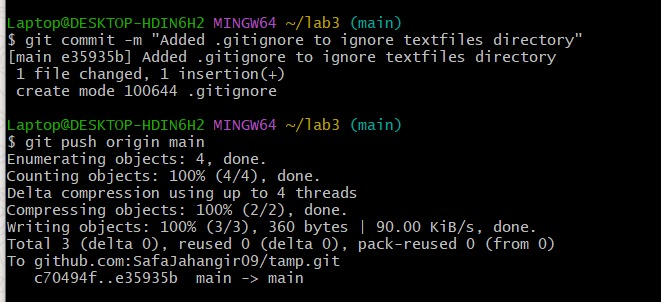 Laptop@DESKTOP-HDIN6H2 MINGW64 ~/lab3 (main)
$ git commit -m "Added .gitignore to ignore textfiles directory"
[main e35935b] Added .gitignore to ignore textfiles directory
 1 file changed, 1 insertion(+)
 create mode 100644 .gitignore

Laptop@DESKTOP-HDIN6H2 MINGW64 ~/lab3 (main)
$ git push origin main
Enumerating objects: 4, done.
Counting objects: 100% (4/4), done.
Delta compression using up to 4 threads
Compressing objects: 100% (2/2), done.
Writing objects: 100% (3/3), 360 bytes | 90.00 KiB/s, done.
Total 3 (delta 0), reused 0 (delta 0), pack-reused 0 (from 0)
To github.com:SafaJahangir09/tamp.git
   c70494f..e35935b  main -> main